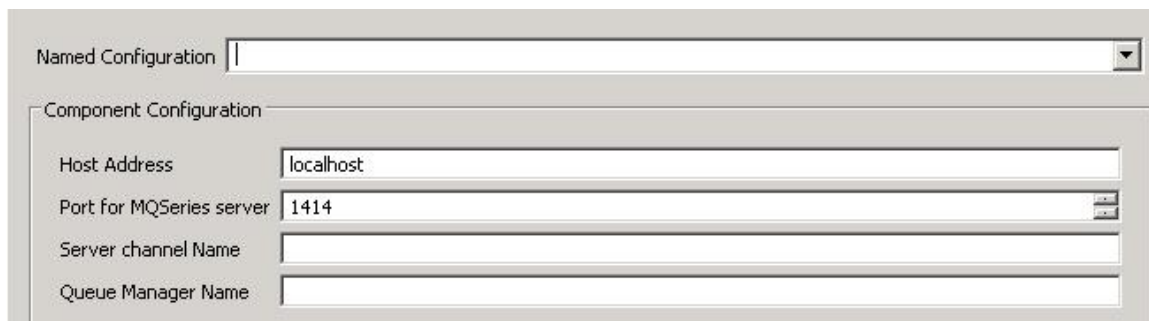 Named Configuration
Component Configuration
Host Address localhost
Port for MQSeries server 1414
Server channel Name
Queue Manager Name